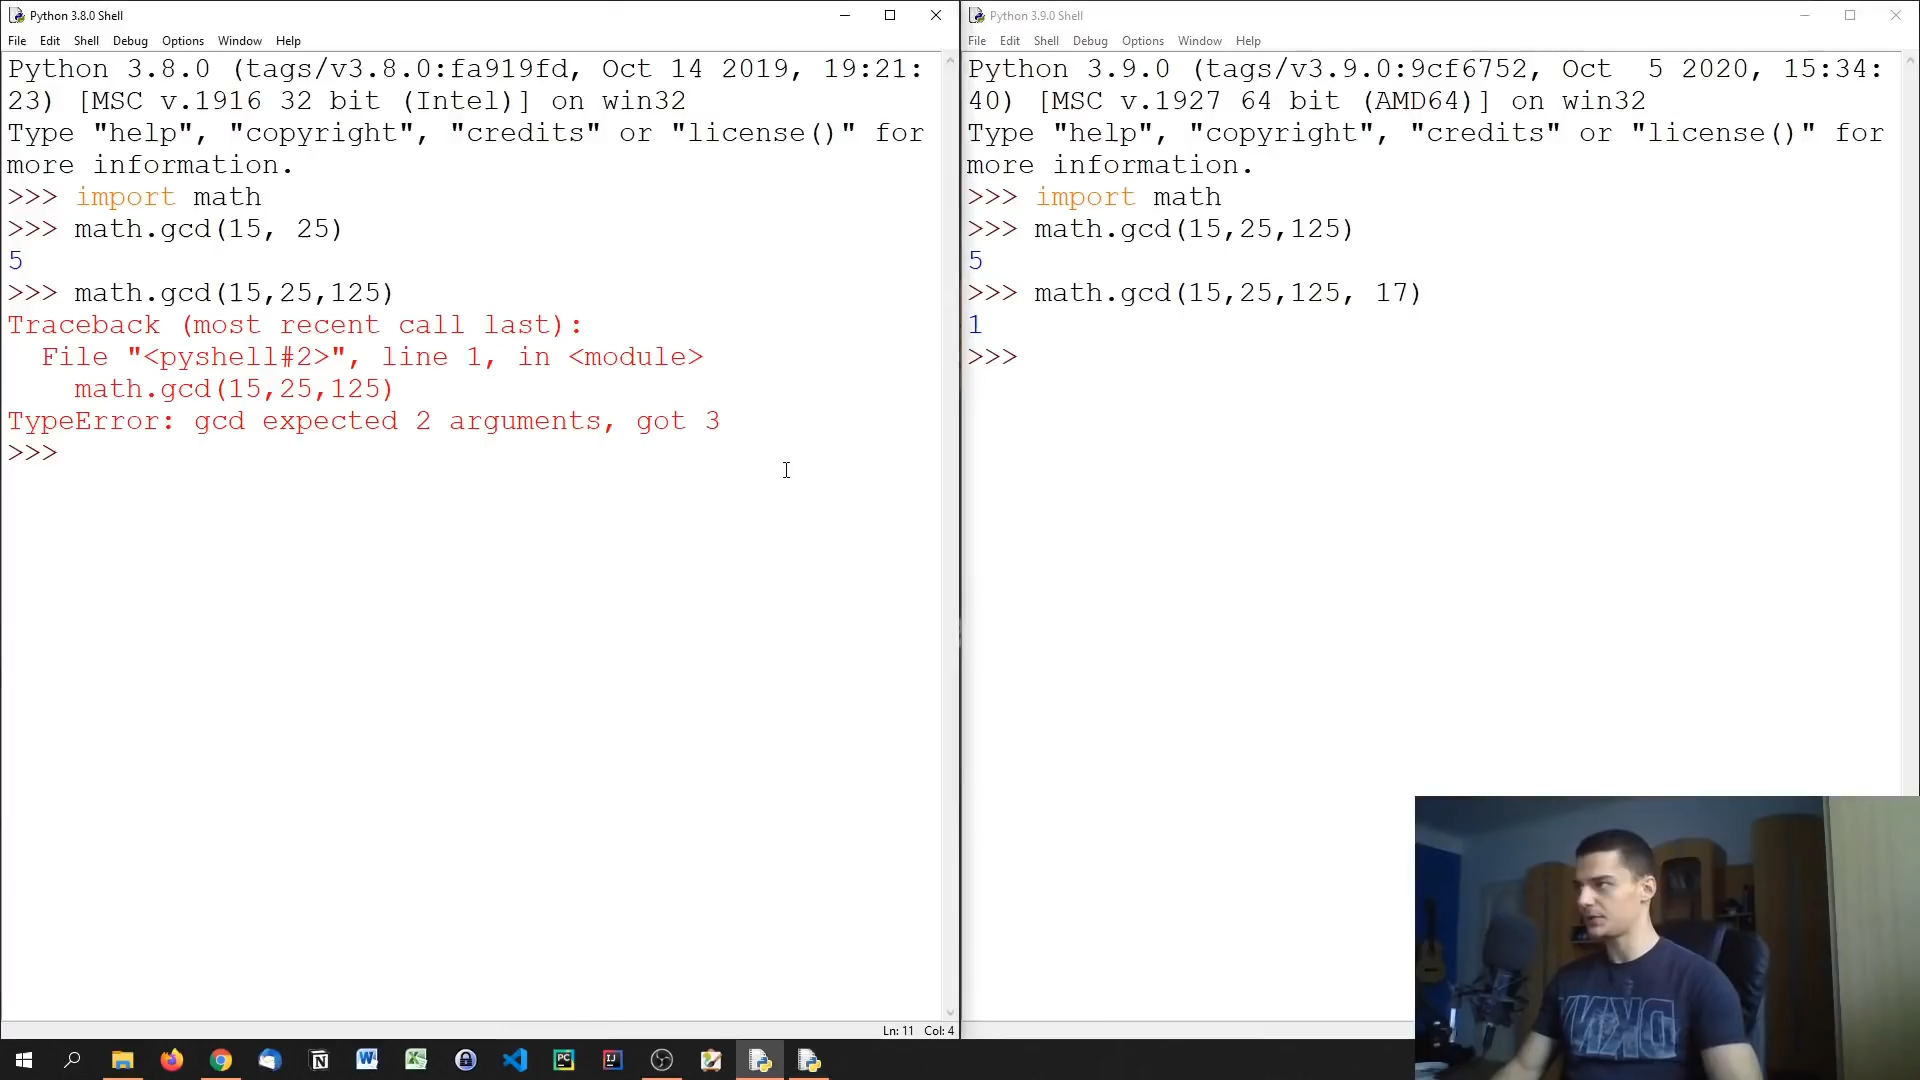 Python 3.8.0 Shell
File Edit Shell Debug Options Window Help
Python 3.8.0 (tags/v3.8.0:fa919fd, Oct 14 2019, 19:21:
23) [MSC v.1916 32 bit (Intel)] on win32
Type "help", "copyright", "credits" or "license()" for
more information.
>>> import math
>>> math.gcd(15, 25)
5
>>> math.gcd(15,25,125)
Traceback (most recent call last):
  File "<pyshell#2>", line 1, in <module>
    math.gcd(15,25,125)
TypeError: gcd expected 2 arguments, got 3
>>>
Ln: 11 Col: 4
Python 3.9.0 Shell
File Edit Shell Debug Options Window Help
Python 3.9.0 (tags/v3.9.0:9cf6752, Oct  5 2020, 15:34:
40) [MSC v.1927 64 bit (AMD64)] on win32
Type "help", "copyright", "credits" or "license()" for
more information.
>>> import math
>>> math.gcd(15,25,125)
5
>>> math.gcd(15,25,125, 17)
1
>>>
DKNY